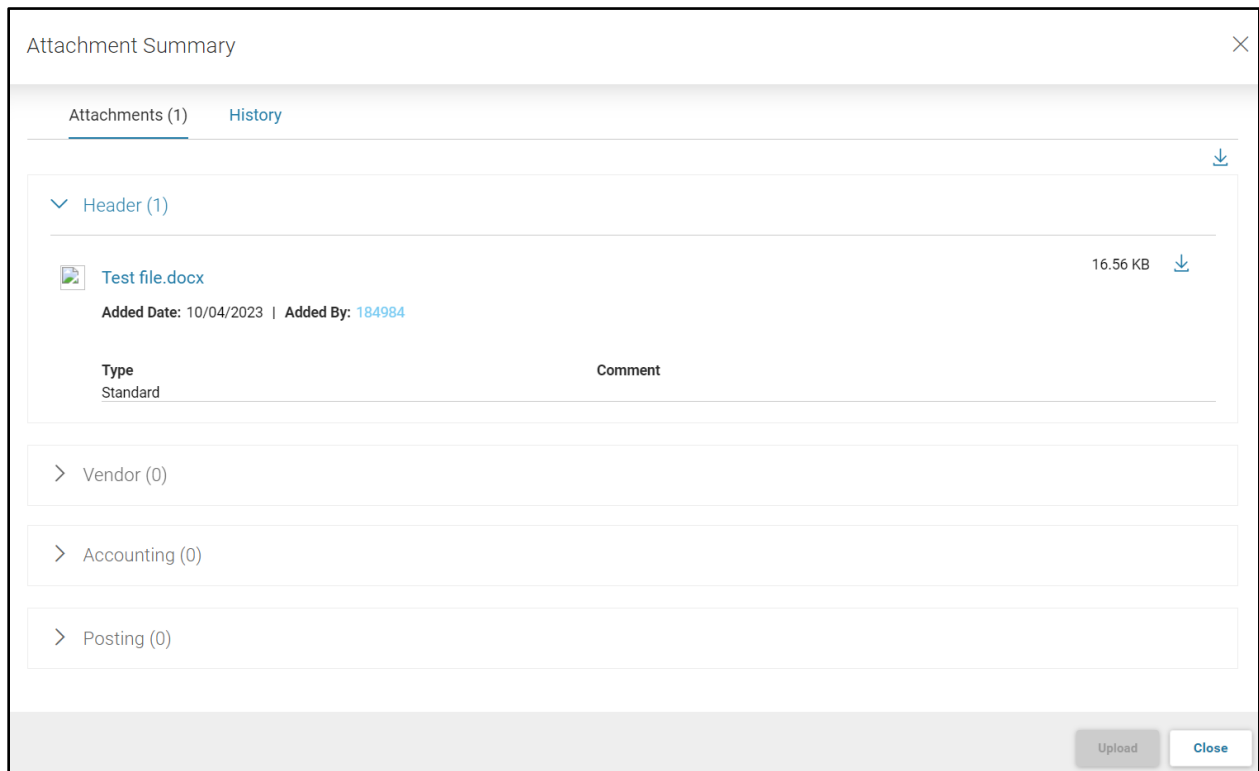 Attachment Summary
Attachments (1) History
Header (1)
Test file.docx 16.56 KB
Added Date: 10/04/2023 | Added By: 184984
Type Comment
Standard
Vendor (0)
Accounting (0)
Posting (0)
Upload Close